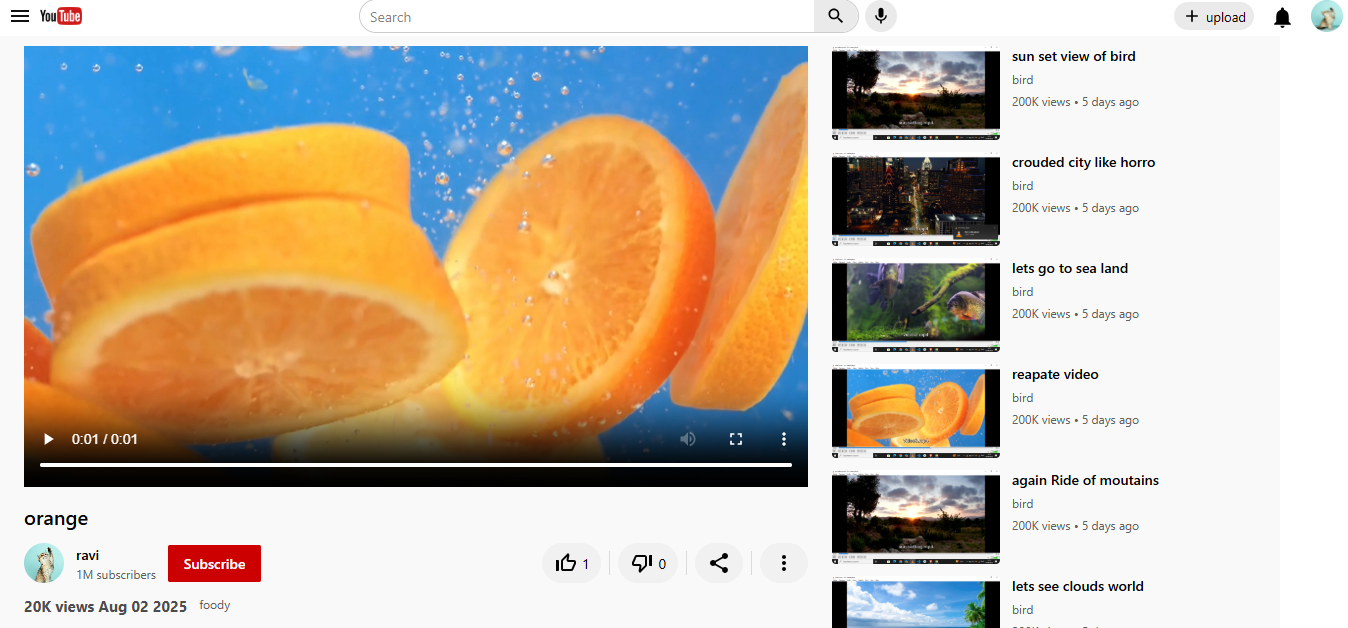 YouTube
Search
upload
0:01 / 0:01
orange
ravi
1M subscribers
Subscribe
1
0
20K views Aug 02 2025
foody
sun set view of bird
bird
200K views • 5 days ago
crouded city like horro
bird
200K views • 5 days ago
lets go to sea land
bird
200K views • 5 days ago
reapate video
bird
200K views • 5 days ago
again Ride of moutains
bird
200K views • 5 days ago
lets see clouds world
bird